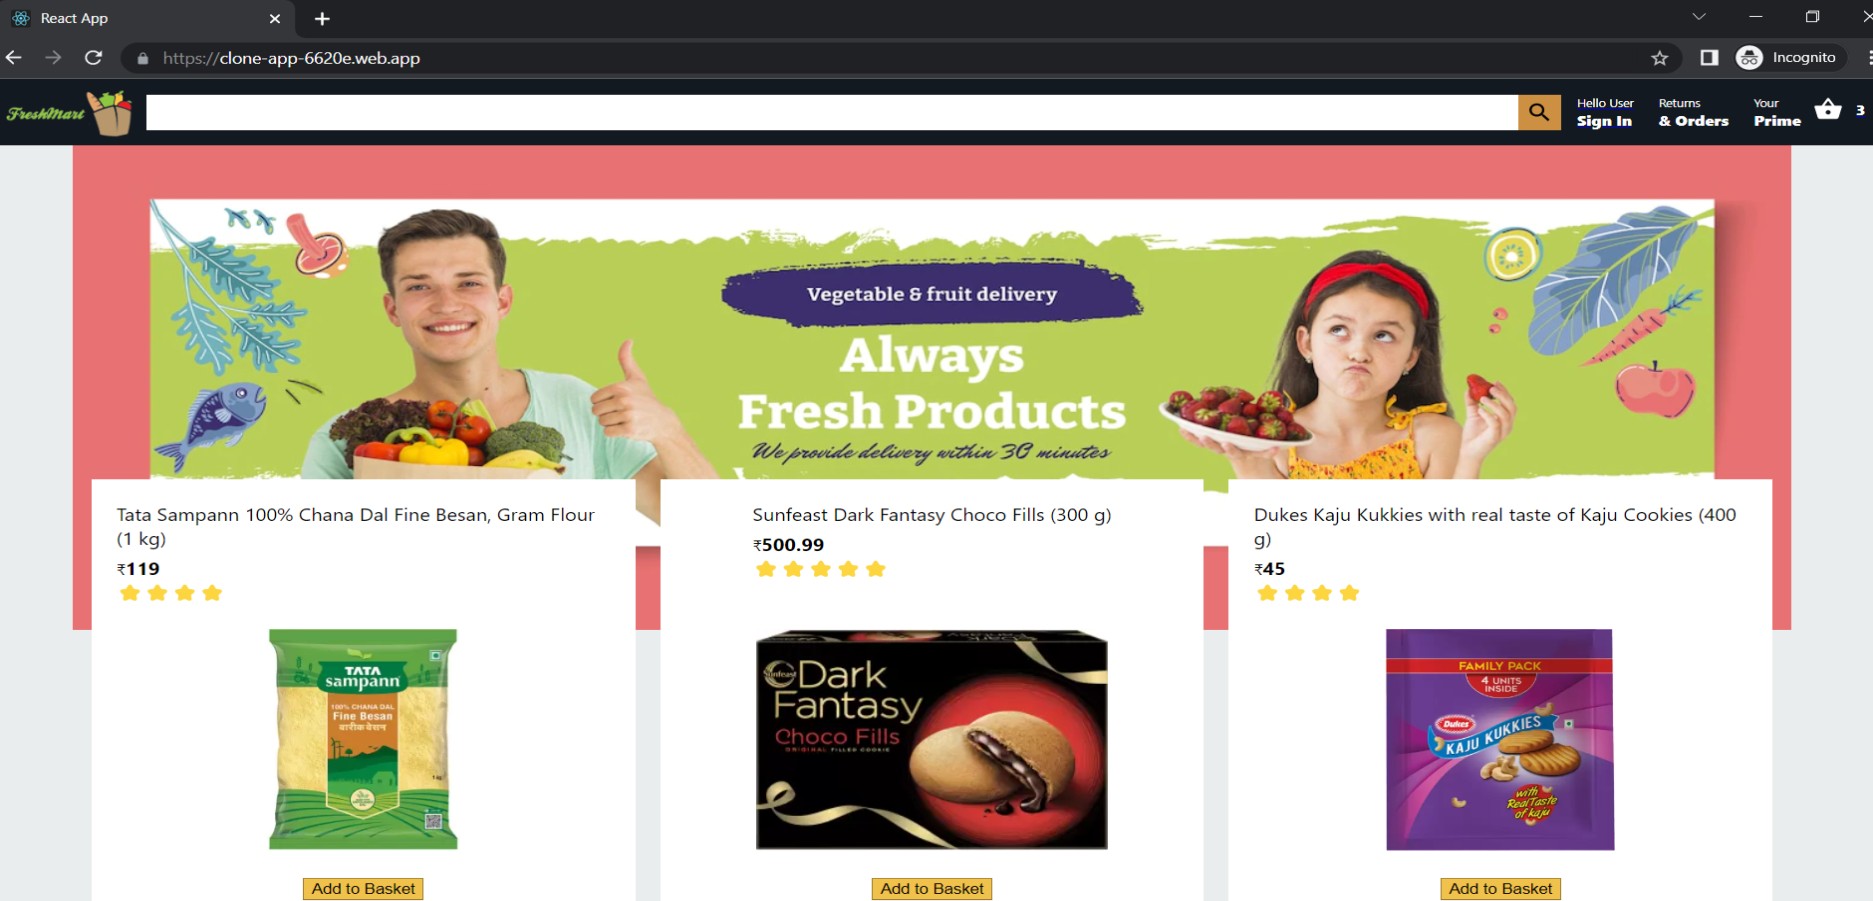 React App
https://clone-app-6620e.web.app
Incognito
FreshMart
Hello User
Sign In
Returns
& Orders
Your
Prime
3
Vegetable & fruit delivery
Always
Fresh Products
We provide delivery within 30 minutes
Tata Sampann 100% Chana Dal Fine Besan, Gram Flour
(1 kg)
₹119
Sunfeast Dark Fantasy Choco Fills (300 g)
₹500.99
Dukes Kaju Kukkies with real taste of Kaju Cookies (400
g)
₹45
TATA
sampann
100% CHANA DAL
Fine Besan
बारीक बेसन
Sunfeast
Dark
Fantasy
Choco Fills
ORIGINAL FILLED COOKIE
FAMILY PACK
4 UNITS
INSIDE
Dukes
KAJU KUKKIES
with
Real Taste
of kaju
Add to Basket
Add to Basket
Add to Basket